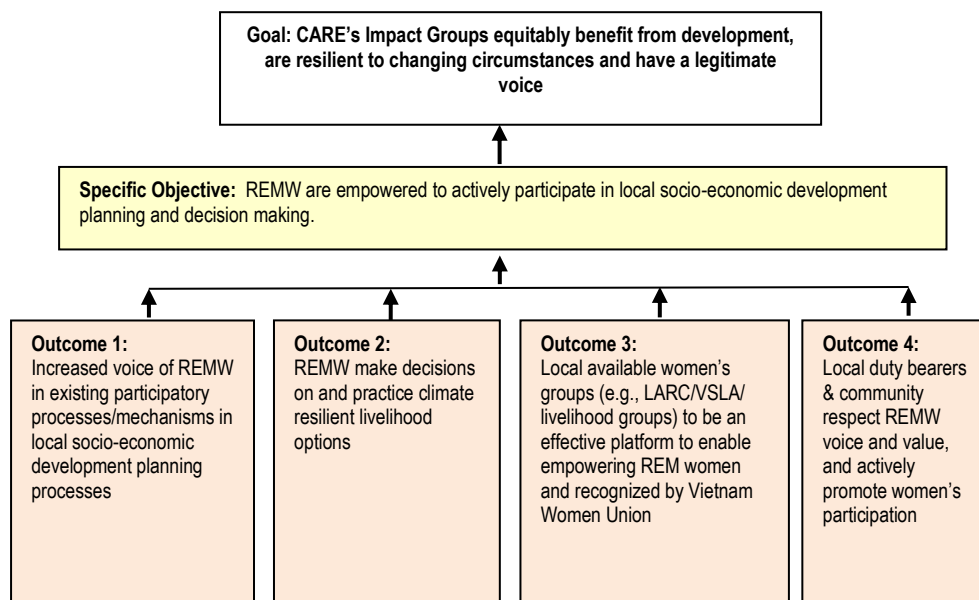 Goal: CARE's Impact Groups equitably benefit from development,
are resilient to changing circumstances and have a legitimate
voice
Specific Objective: REMW are empowered to actively participate in local socio-economic development
planning and decision making.
Outcome 1:
Increased voice of REMW
in existing participatory
processes/mechanisms in
local socio-economic
development planning
processes
Outcome 2:
REMW make decisions
on and practice climate
resilient livelihood
options
Outcome 3:
Local available women's
groups (e.g., LARC/VSLA/
livelihood groups) to be an
effective platform to enable
empowering REM women
and recognized by Vietnam
Women Union
Outcome 4:
Local duty bearers
& community
respect REMW
voice and value,
and actively
promote women's
participation